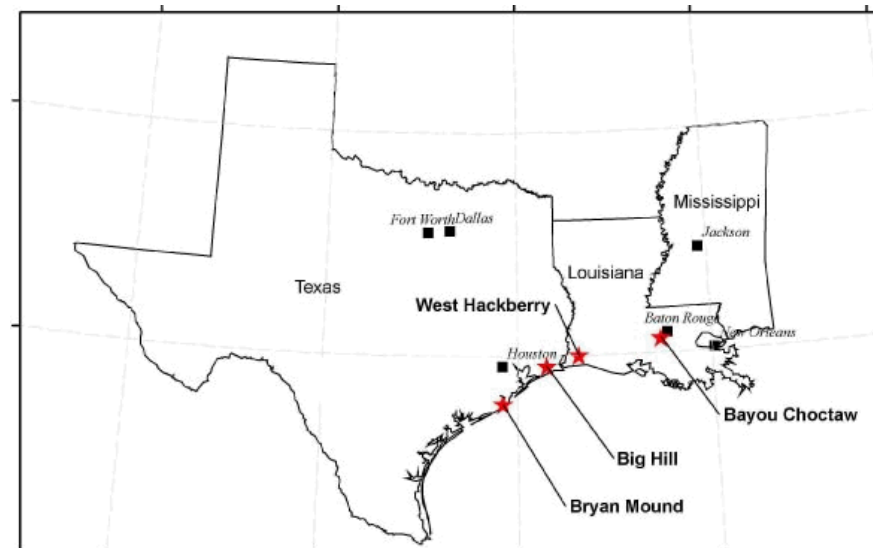 Mississippi
Fort Worth
Dallas
Jackson
Louisiana
Texas
West Hackberry
Baton Rough
New Orleans
Houston
Bayou Choctaw
Big Hill
Bryan Mound